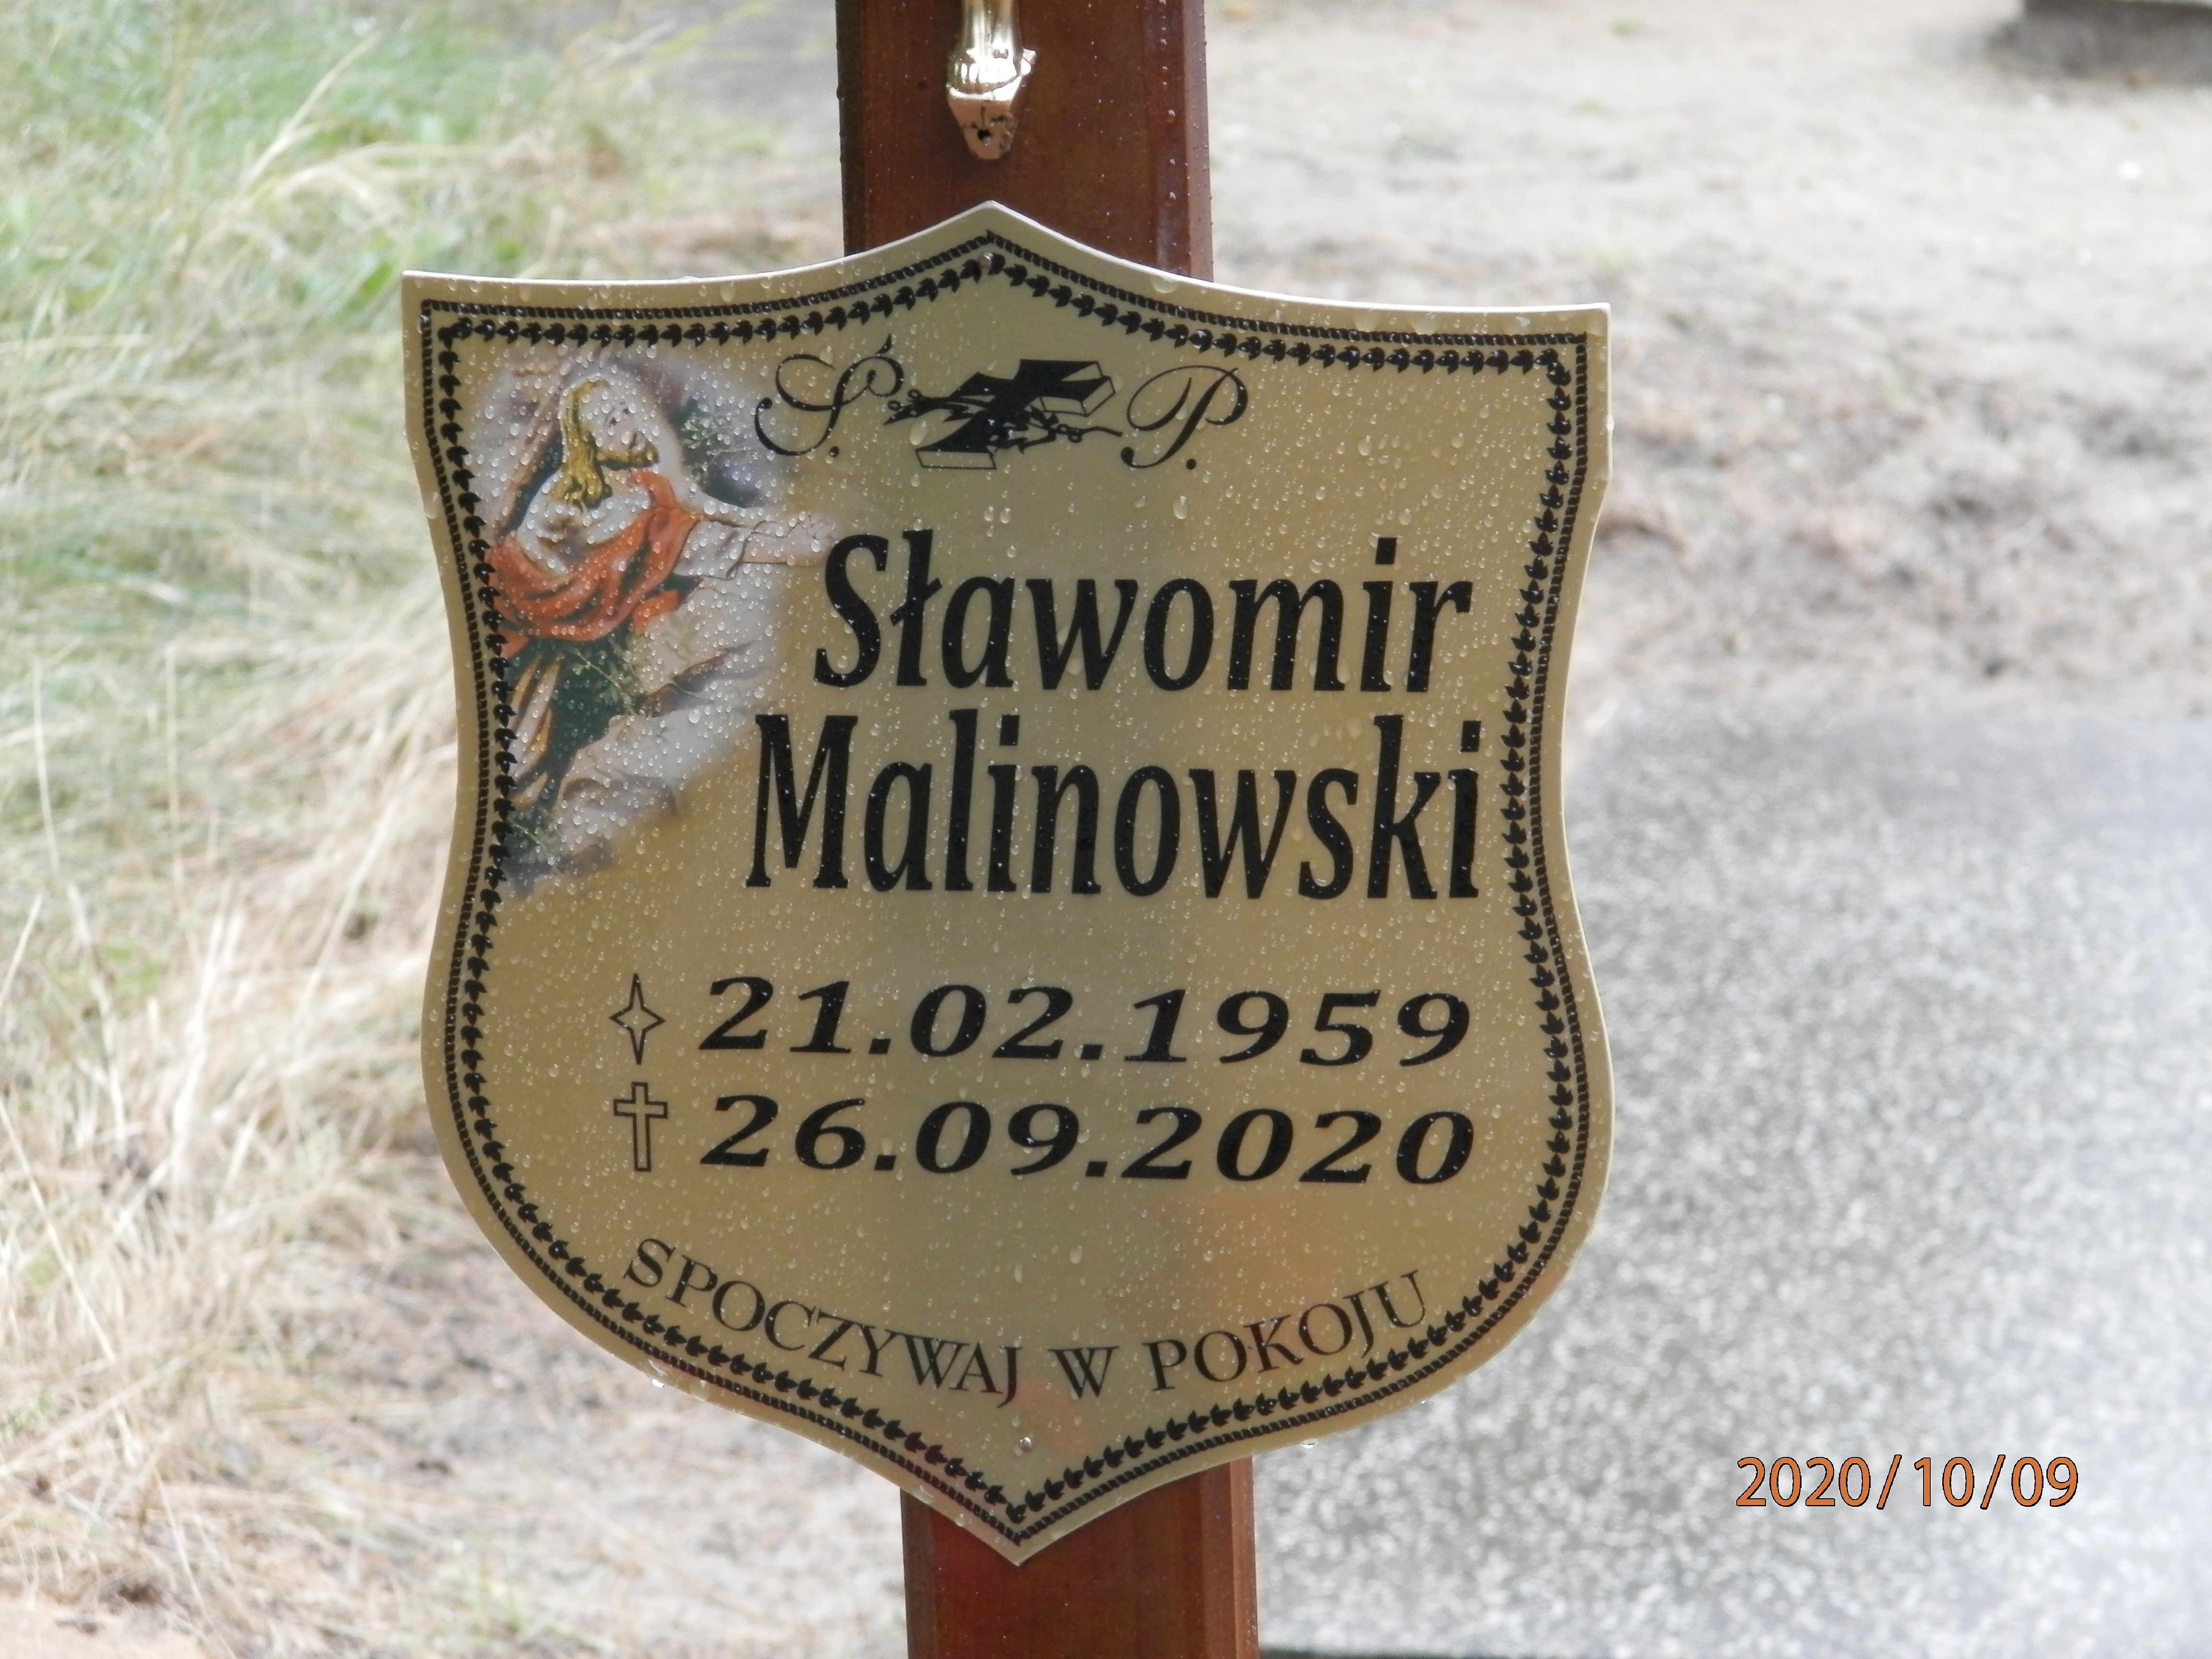 Ś. P.
Sławomir
Malinowski
21.02.1959
26.09.2020
SPOCZYWAJ W POKOJU
2020/10/09